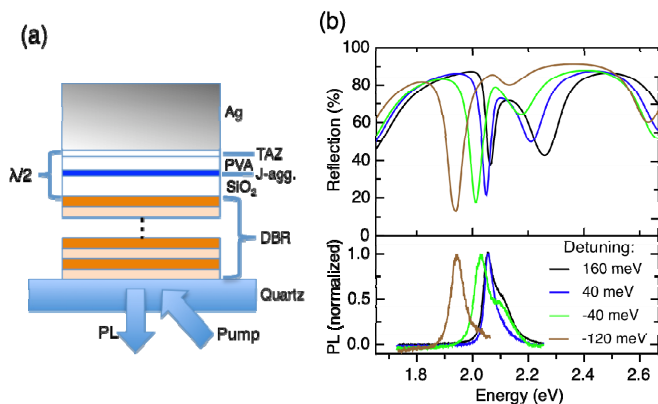 (a)
Ag
TAZ
PVA
J-agg.
SIO₂
λ/2
DBR
Quartz
PL
Pump
(b)
Reflection (%)
100
80
60
40
20
0
PL (normalized)
1.0
0.5
0.0
Detuning:
160 meV
40 meV
-40 meV
-120 meV
1.8 2.0 2.2 2.4 2.6
Energy (eV)